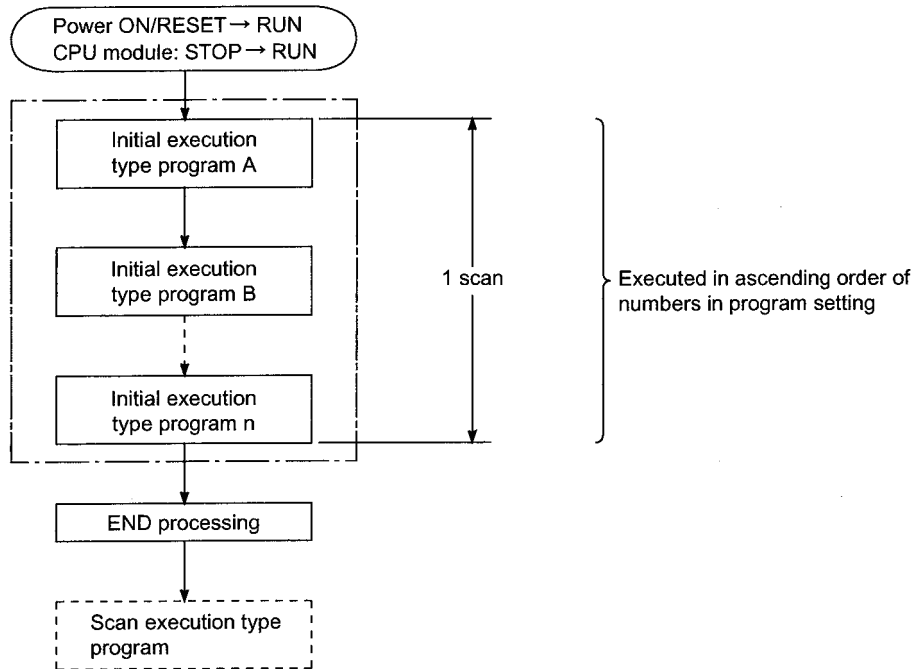 Power ON/RESET → RUN
CPU module: STOP → RUN
Initial execution
type program A
Initial execution
type program B
1 scan
Executed in ascending order of
numbers in program setting
Initial execution
type program n
END processing
Scan execution type
program